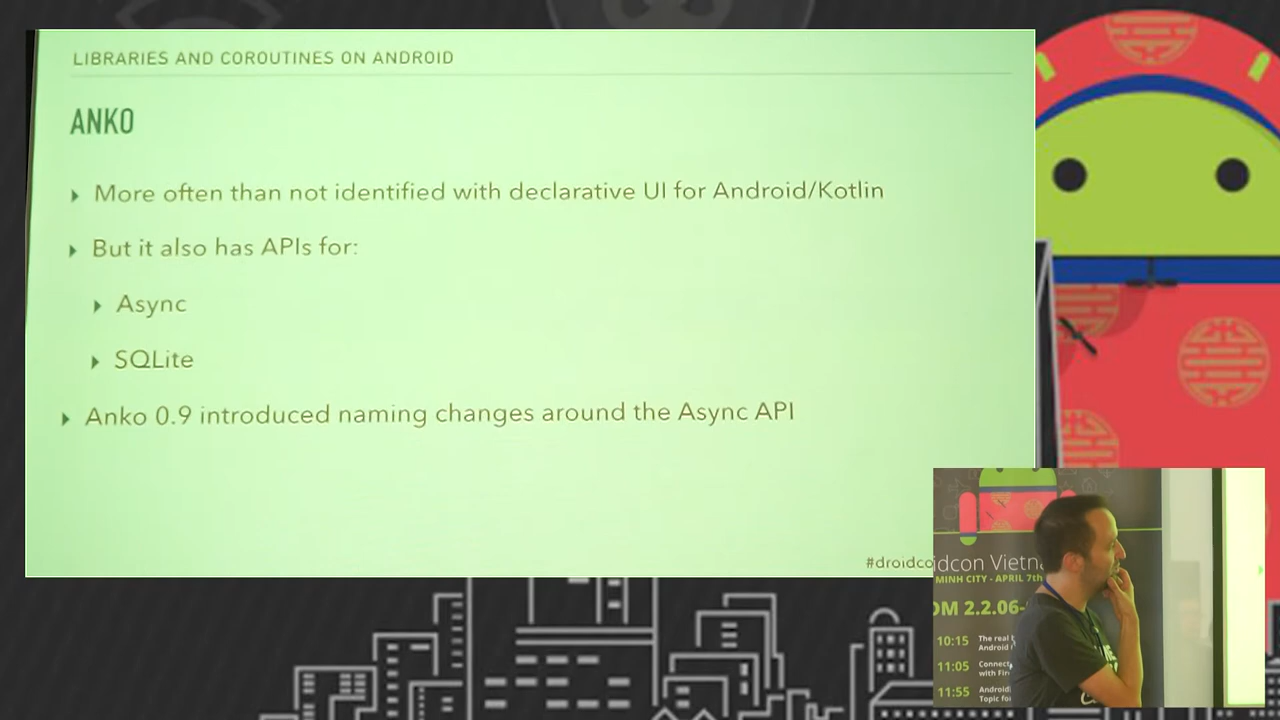 LIBRARIES AND COROUTINES ON ANDROID
ANKO
More often than not identified with declarative UI for Android/Kotlin
But it also has APIs for:
Async
SQLite
Anko 0.9 introduced naming changes around the Async API
#droidco
idcon Vietn
MINH CITY - APRIL 7th
OM 2.2.06-
10:15 The real
Android
11:05 Connect
with Fir
11:55 Android
Topic fo